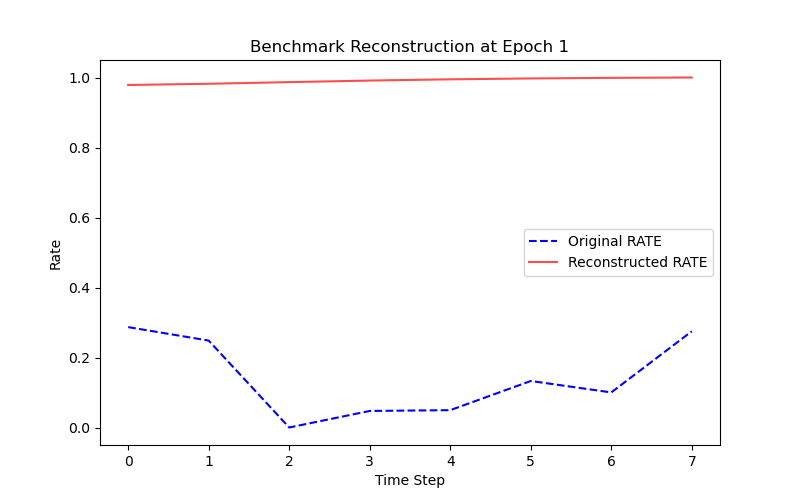 Benchmark Reconstruction at Epoch 1
1.0
0.8
0.6
0.4
0.2
0.0
Rate
Original RATE
Reconstructed RATE
0 1 2 3 4 5 6 7
Time Step